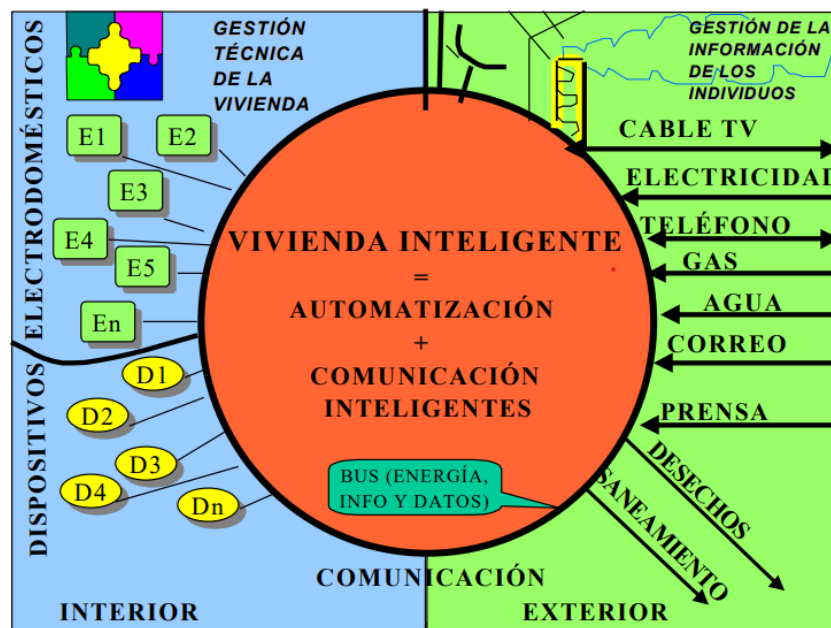 GESTIÓN
TÉCNICA
DE LA
VIVIENDA
GESTIÓN DE LA
INFORMACIÓN
DE LOS
INDIVIDUOS
ELECTRODOMÉSTICOS
E1
E2
E3
E4
E5
En
DISPOSITIVOS
D1
D2
D3
D4
Dn
VIVIENDA INTELIGENTE
=
AUTOMATIZACIÓN
+
COMUNICACIÓN
INTELIGENTES
BUS (ENERGÍA,
INFO Y DATOS)
CABLE TV
ELECTRICIDAD
TELÉFONO
GAS
AGUA
CORREO
PRENSA
DESECHOS
SANEAMIENTO
COMUNICACIÓN
INTERIOR
EXTERIOR